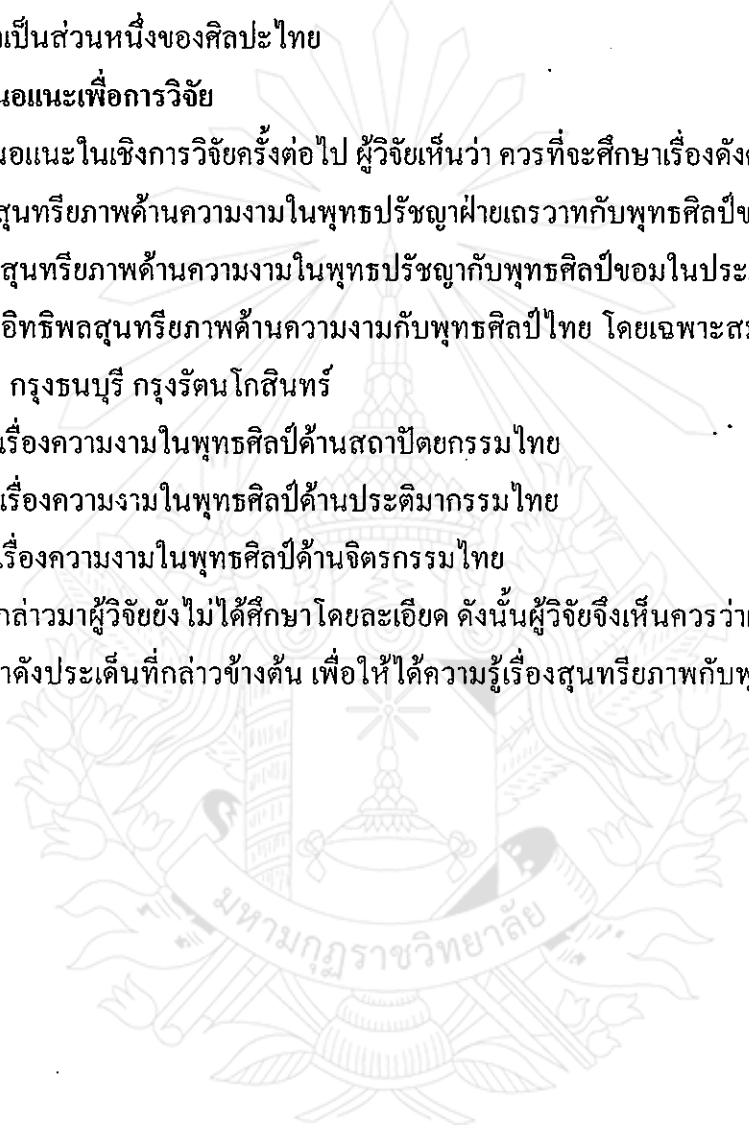 เป็นส่วนหนึ่งของศิลปะไทย
นอแนะเพื่อการวิจัย
นอแนะในเชิงการวิจัยครั้งต่อไป ผู้วิจัยเห็นว่า ควรที่จะศึกษาเรื่องดัง
สุนทรียภาพด้านความงามในพุทธปรัชญาฝ่ายเถรวาทกับพุทธศิลป์ข
สุนทรียภาพด้านความงามในพุทธปรัชญากับพุทธศิลป์ขอมในประ
อิทธิพลสุนทรียภาพด้านความงามกับพุทธศิลป์ไทย โดยเฉพาะส
กรุงธนบุรี กรุงรัตนโกสินทร์
เรื่องความงามในพุทธศิลป์ด้านสถาปัตยกรรมไทย
เรื่องความงามในพุทธศิลป์ด้านประติมากรรมไทย
เรื่องความงามในพุทธศิลป์ด้านจิตรกรรมไทย
กล่าวมาผู้วิจัยยังไม่ได้ศึกษาโดยละเอียด ดังนั้นผู้วิจัยจึงเห็นควรว่า
าดังประเด็นที่กล่าวข้างต้น เพื่อให้ได้ความรู้เรื่องสุนทรียภาพกับพุ
มหามกุฏราชวิทยาลัย